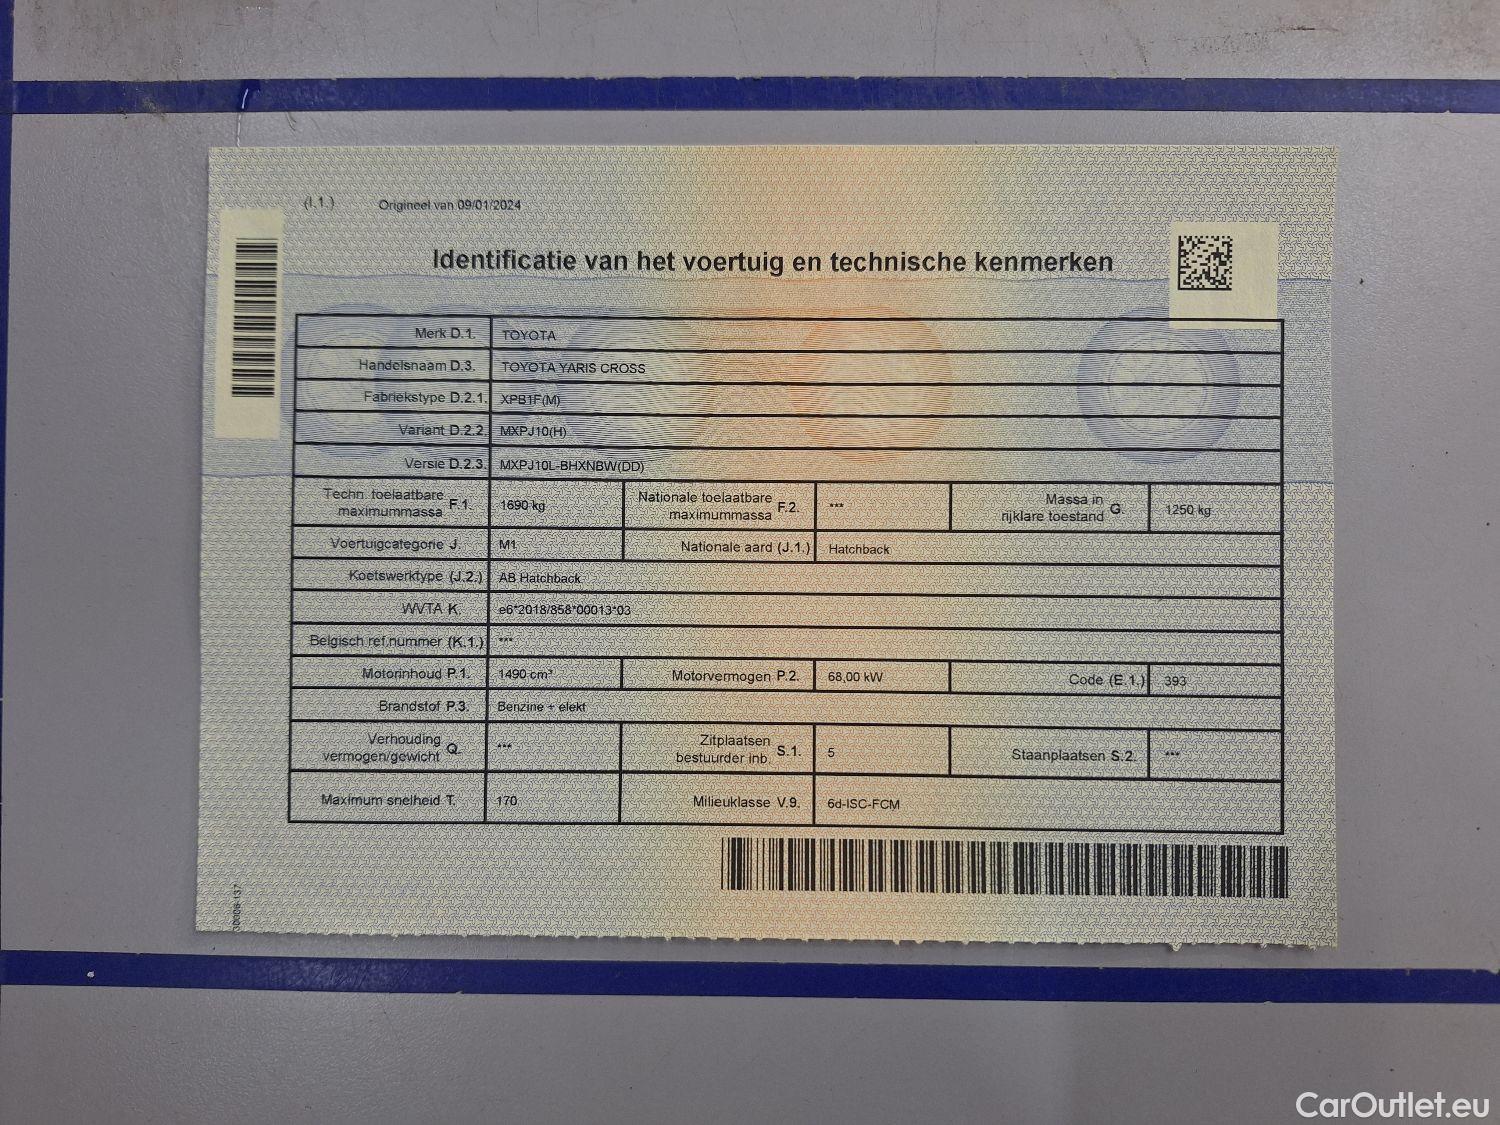 (I.1.) Origineel van 09/01/2024
Identificatie van het voertuig en technische kenmerken
Merk D.1. TOYOTA
Handelsnaam D.3. TOYOTA YARIS CROSS
Fabriekstype D.2.1. XPB1F(M)
Variant D.2.2. MXPJ10(H)
Versie D.2.3. MXPJ10L-BHXNBW(DD)
Techn. toelaatbare maximummassa F.1. 1690 kg Nationale toelaatbare maximummassa F.2. *** Massa in rijklare toestand G. 1250 kg
Voertuigcategorie J. M1 Nationale aard (J.1.) Hatchback
Koetswerktype (J.2.) AB Hatchback
WVTA K. e6*2018/858*00013*03
Belgisch ref.nummer (K.1.) ***
Motorinhoud P.1. 1490 cm³ Motorvermogen P.2. 68,00 kW Code (E.1.) 393
Brandstof P.3. Benzine + elekt
Verhouding vermogen/gewicht Q. *** Zitplaatsen bestuurder inb. S.1. 5 Staanplaatsen S.2. ***
Maximum snelheid T. 170 Milieuklasse V.9. 6d-ISC-FCM
CarOutlet.eu